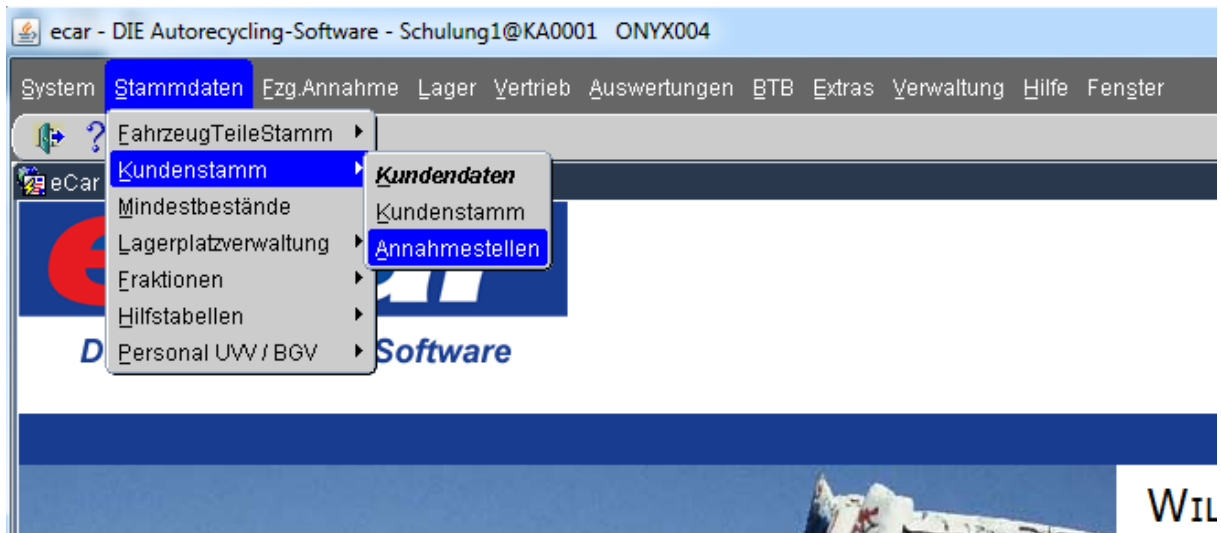 ecar - DIE Autorecycling-Software - Schulung1@KA0001 ONYX004
System Stammdaten Fzg.Annahme Lager Vertrieb Auswertungen BTB Extras Verwaltung Hilfe Fenster
FahrzeugTeileStamm
eCar
Kundenstamm
Mindestbestände
Lagerplatzverwaltung
Fraktionen
Hilfstabellen
Personal UVV / BGV
Kundendaten
Kundenstamm
Annahmestellen
D
Software
WIL